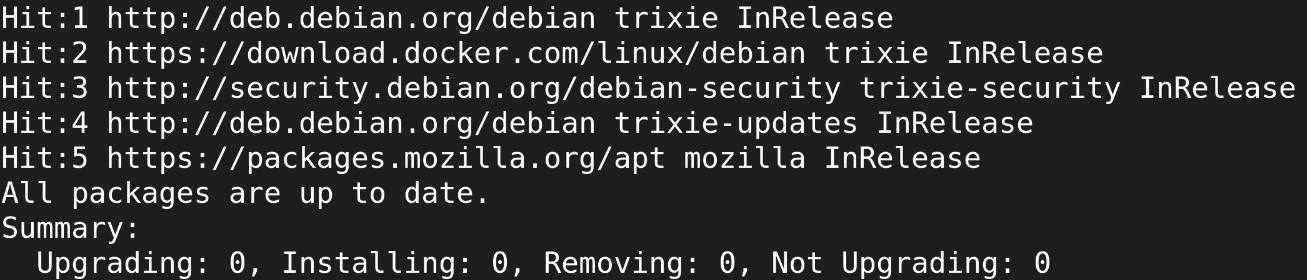 Hit:1 http://deb.debian.org/debian trixie InRelease
Hit:2 https://download.docker.com/linux/debian trixie InRelease
Hit:3 http://security.debian.org/debian-security trixie-security InRelease
Hit:4 http://deb.debian.org/debian trixie-updates InRelease
Hit:5 https://packages.mozilla.org/apt mozilla InRelease
All packages are up to date.
Summary:
  Upgrading: 0, Installing: 0, Removing: 0, Not Upgrading: 0